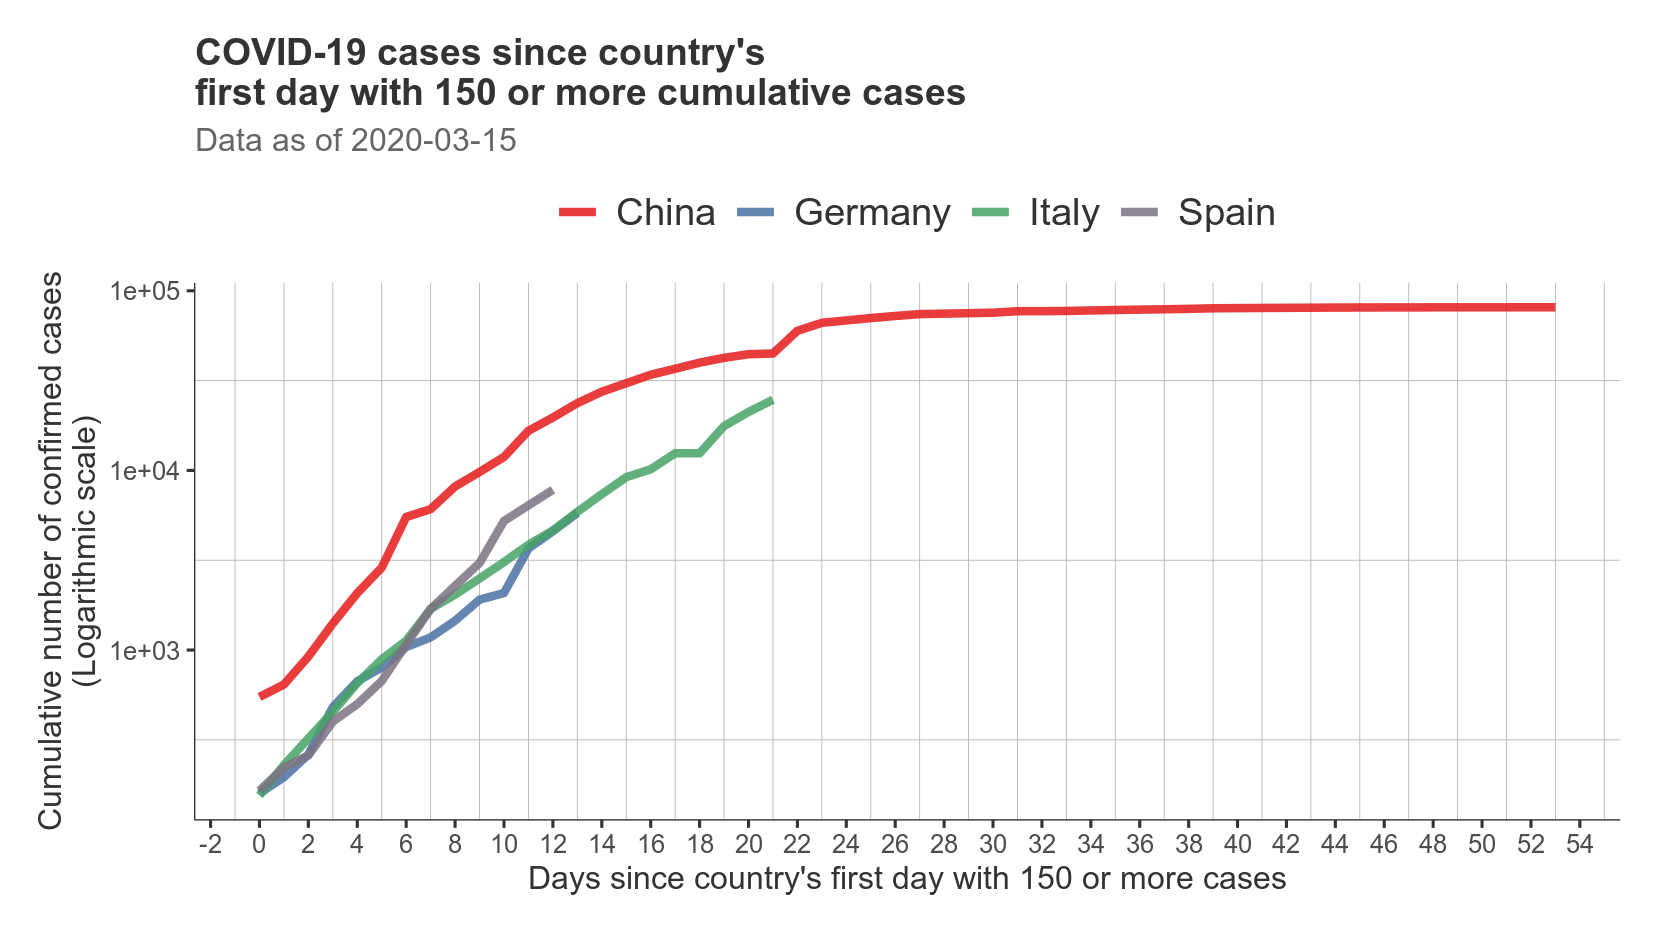 COVID-19 cases since country's
first day with 150 or more cumulative cases
Data as of 2020-03-15
China Germany Italy Spain
Cumulative number of confirmed cases
(Logarithmic scale)
1e+05
1e+04
1e+03
-2 0 2 4 6 8 10 12 14 16 18 20 22 24 26 28 30 32 34 36 38 40 42 44 46 48 50 52 54
Days since country's first day with 150 or more cases